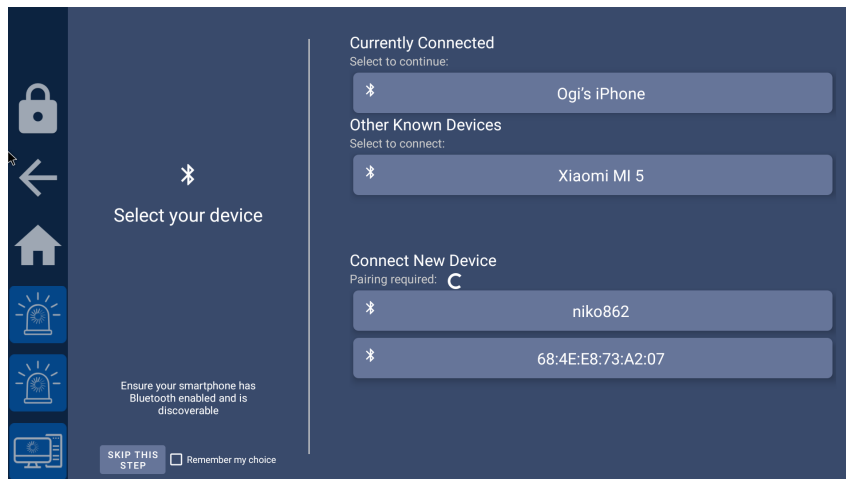 Select your device
Ensure your smartphone has
Bluetooth enabled and is
discoverable
SKIP THIS
STEP
Remember my choice
Currently Connected
Select to continue:
Ogi's iPhone
Other Known Devices
Select to connect:
Xiaomi MI 5
Connect New Device
Pairing required:
niko862
68:4E:E8:73:A2:07